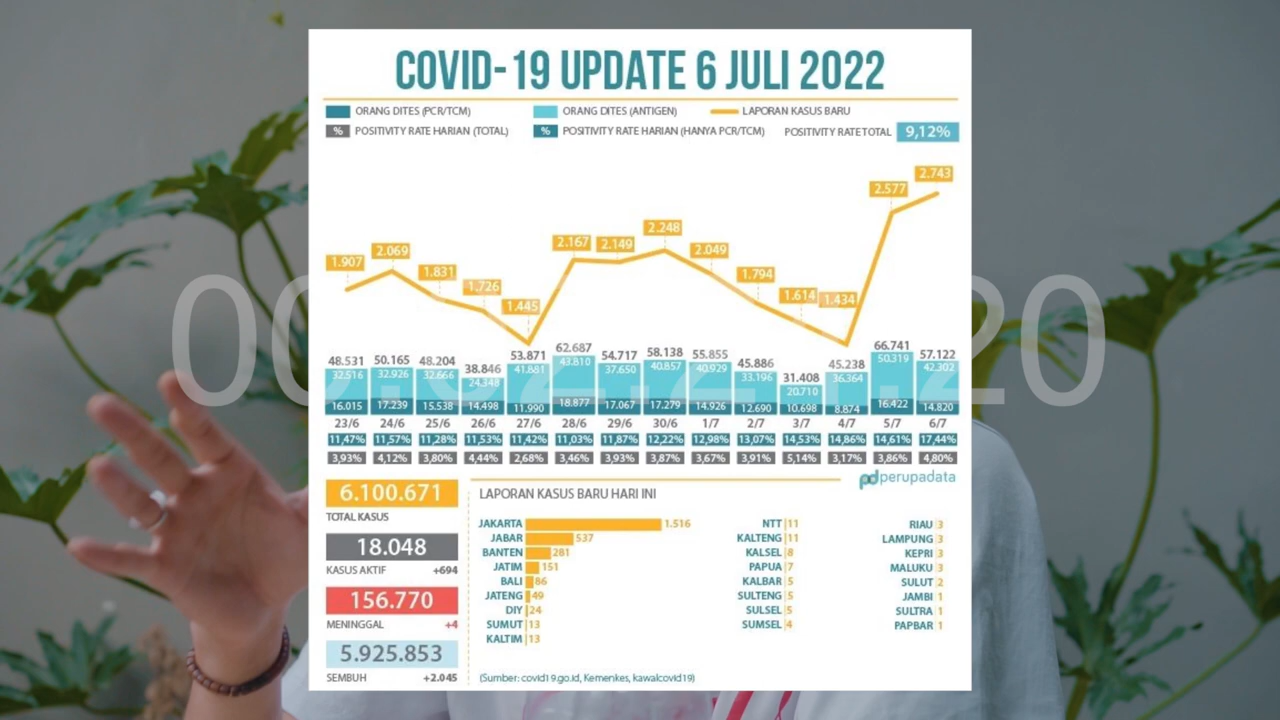 COVID-19 UPDATE 6 JULI 2022
ORANG DITES (PCR/TCM) ORANG DITES (ANTIGEN) LAPORAN KASUS BARU
% POSITIVITY RATE HARIAN (TOTAL) % POSITIVITY RATE HARIAN (HANYA PCR/TCM) POSITIVITY RATE TOTAL 9,12%
1.907 2.069 1.831 1.726 1.445 2.167 2.149 2.248 2.049 1.794 1.614 1.434 2.577 2.743
48.531 50.165 48.204 38.846 53.871 62.687 54.717 58.138 55.855 45.886 31.408 45.238 66.741 57.122
32.516 32.926 32.666 24.348 41.881 43.810 37.650 40.857 40.929 33.196 20.710 36.364 50.319 42.302
16.015 17.239 15.538 14.498 11.990 18.877 17.067 17.279 14.926 12.690 10.698 8.874 16.422 14.820
23/6 24/6 25/6 26/6 27/6 28/6 29/6 30/6 1/7 2/7 3/7 4/7 5/7 6/7
11,47% 11,57% 11,28% 11,53% 11,42% 11,03% 11,87% 12,22% 12,98% 13,07% 14,53% 14,86% 14,61% 17,44%
3,93% 4,12% 3,80% 4,44% 2,68% 3,46% 3,93% 3,87% 3,67% 3,91% 5,14% 3,17% 3,86% 4,80%
pdperupadata
6.100.671
TOTAL KASUS
18.048
KASUS AKTIF +694
156.770
MENINGGAL +4
5.925.853
SEMBUH +2.045
LAPORAN KASUS BARU HARI INI
JAKARTA 1.516
JABAR 537
BANTEN 281
JATIM 151
BALI 86
JATENG 49
DIY 24
SUMUT 13
KALTIM 13
NTT 11
KALTENG 11
KALSEL 8
PAPUA 7
KALBAR 5
SULTENG 5
SULSEL 5
SUMSEL 4
RIAU 3
LAMPUNG 3
KEPRI 3
MALUKU 3
SULUT 2
JAMBI 1
SULTRA 1
PAPBAR 1
(Sumber: covid19.go.id, Kemenkes, kawalcovid19)